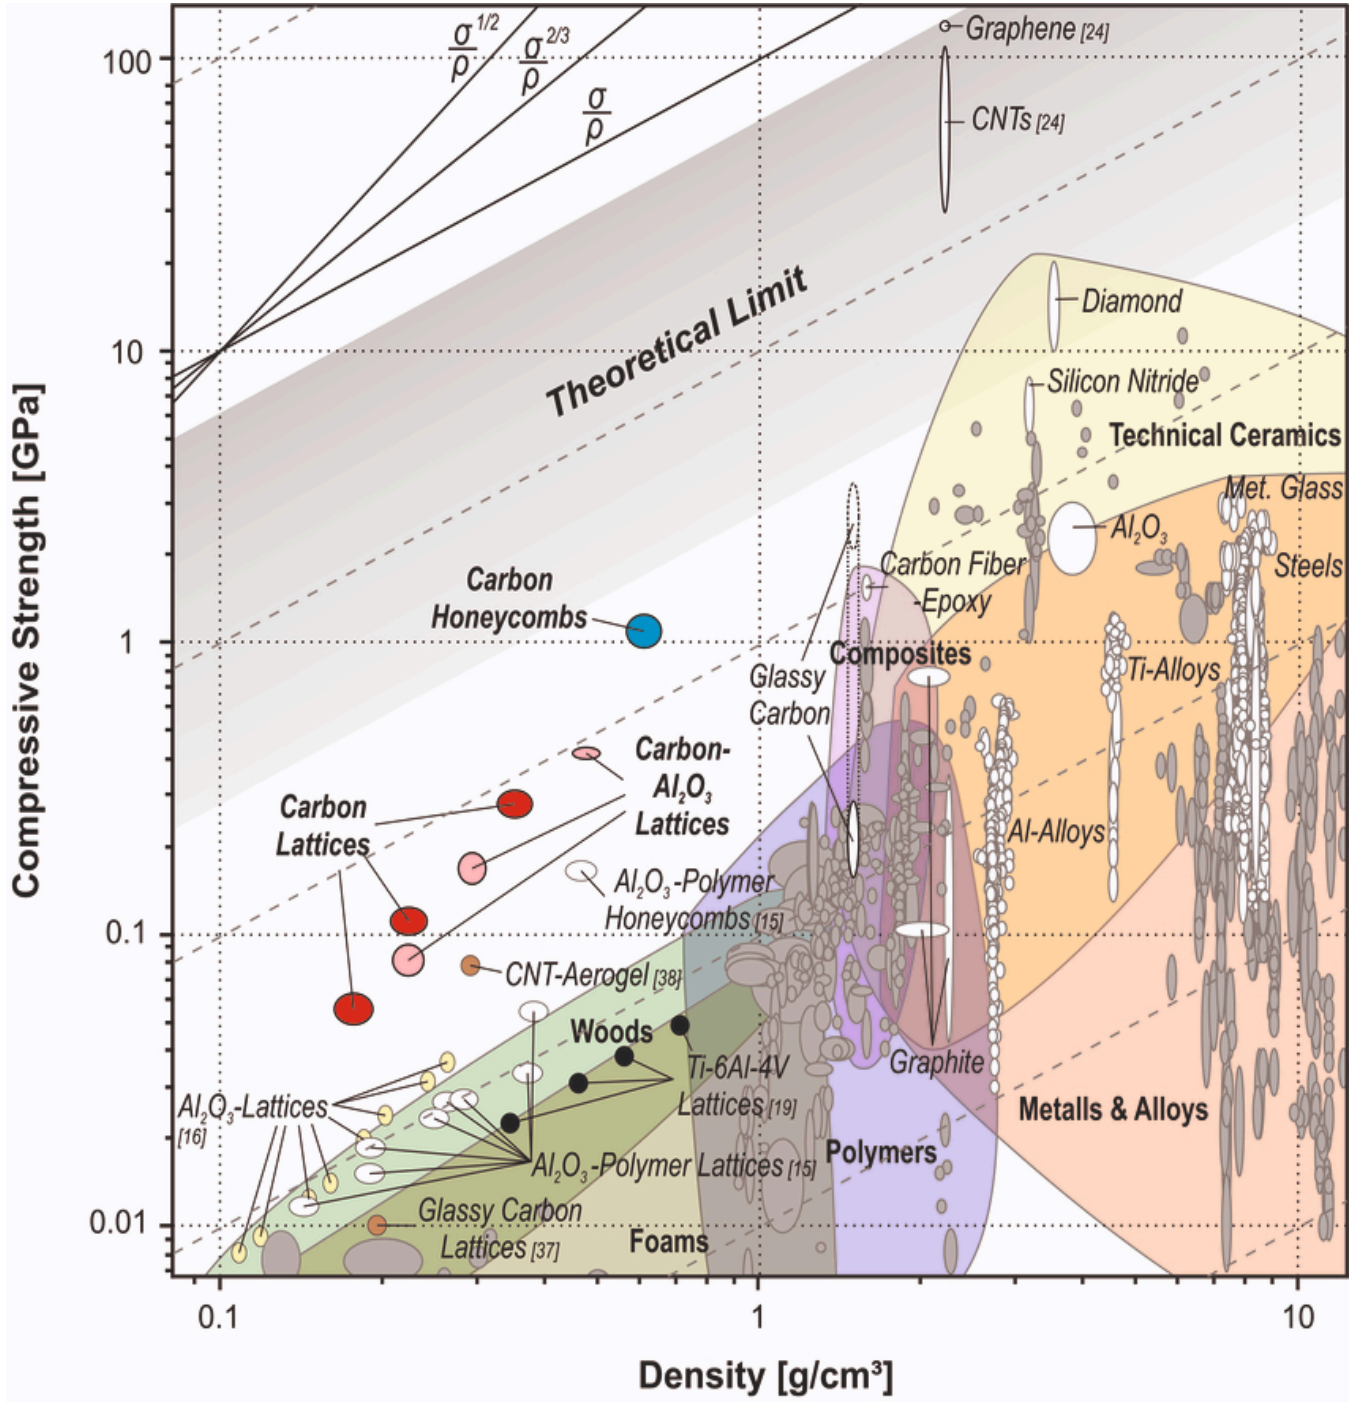 σ^1/2
ρ
σ^2/3
ρ
σ
ρ
Graphene [24]
CNTs [24]
Theoretical Limit
Diamond
Silicon Nitride
Technical Ceramics
Met. Glass
Al₂O₃
Steels
Carbon Fiber
-Epoxy
Carbon
Honeycombs
Composites
Glassy
Carbon
Ti-Alloys
Carbon-
Al₂O₃
Lattices
Carbon
Lattices
Al-Alloys
Al₂O₃-Polymer
Honeycombs [15]
CNT-Aerogel [38]
Woods
Ti-6Al-4V
Lattices [19]
Graphite
Al₂O₃-Lattices
[16]
Metalls & Alloys
Al₂O₃-Polymer Lattices [15]
Polymers
Glassy Carbon
Lattices [37]
Foams
100
10
1
0.1
0.01
Compressive Strength [GPa]
0.1
1
10
Density [g/cm³]